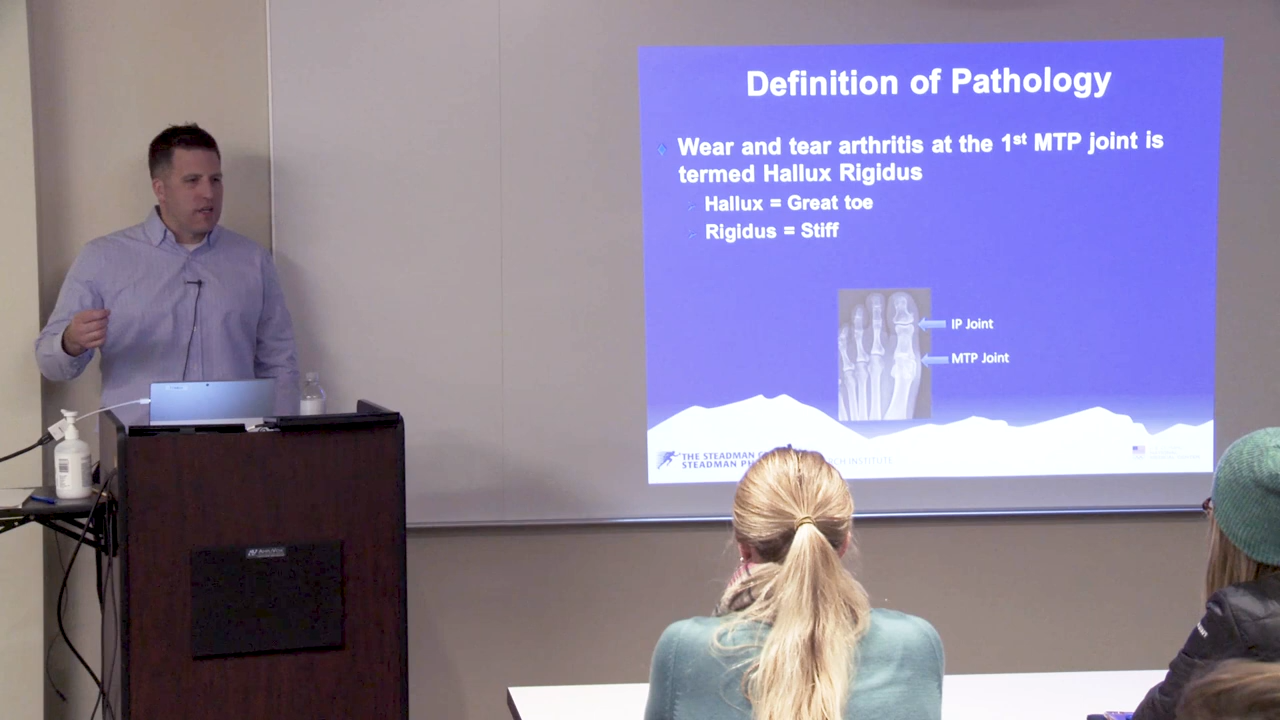 Definition of Pathology
Wear and tear arthritis at the 1st MTP joint is
termed Hallux Rigidus
Hallux = Great toe
Rigidus = Stiff
IP Joint
MTP Joint
THE STEADMAN
STEADMAN INSTITUTE